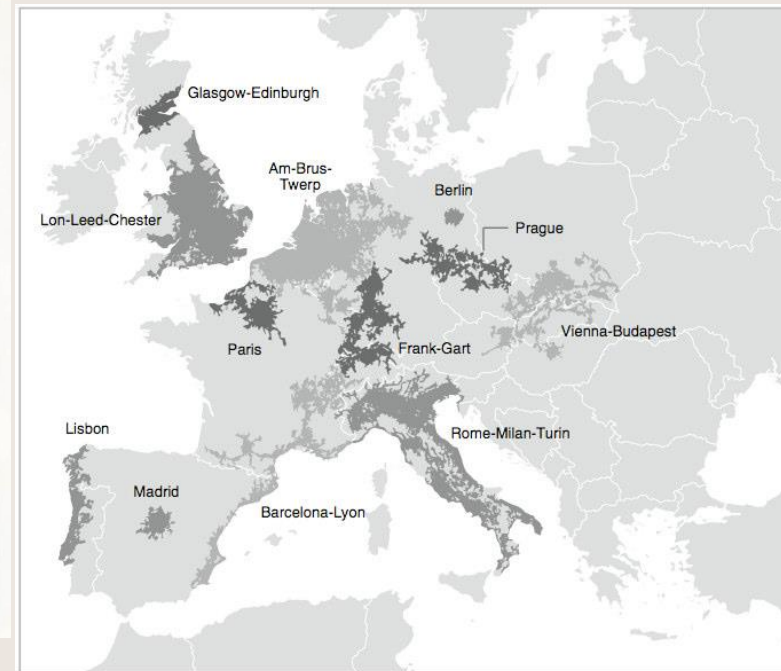 Glasgow-Edinburgh
Am-Brus-
Twerp
Berlin
Lon-Leed-Chester
Prague
Vienna-Budapest
Paris
Frank-Gart
Lisbon
Rome-Milan-Turin
Madrid
Barcelona-Lyon